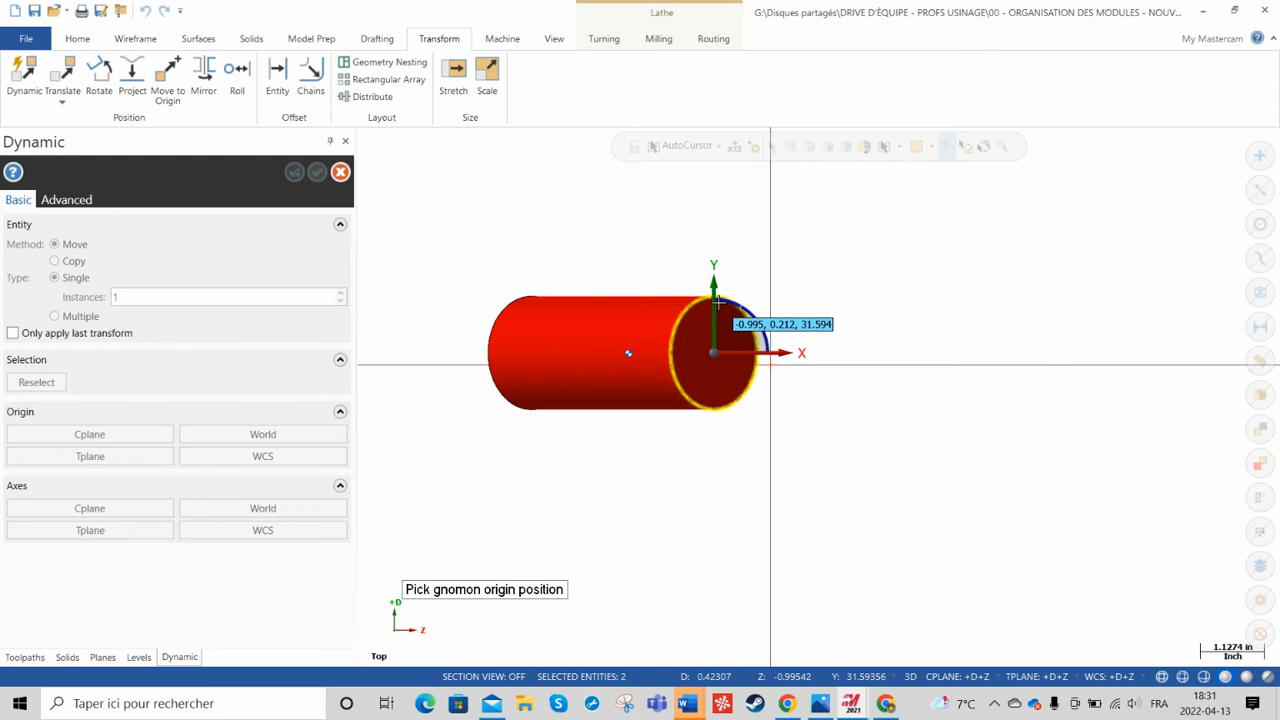 Lathe
G:\Disques partagés\DRIVE D'ÉQUIPE - PROFS USINAGE\00 - ORGANISATION DES MODULES - NOUV...
File Home Wireframe Surfaces Solids Model Prep Drafting Transform Machine View Turning Milling Routing My Mastercam
Dynamic Translate Rotate Project Move to Origin Mirror Roll Entity Chains Geometry Nesting Stretch Scale
Rectangular Array
Distribute
Position Offset Layout Size
Dynamic
AutoCursor
Basic Advanced
Entity
Method: Move
Copy
Type: Single
Instances: 1
Multiple
Only apply last transform
Selection
Reselect
Origin
Cplane World
Tplane WCS
Axes
Cplane World
Tplane WCS
Y
-0.995, 0.212, 31.594
X
Pick gnomon origin position
+D
Z
Top
1.1274 in
Inch
Toolpaths Solids Planes Levels Dynamic
SECTION VIEW: OFF SELECTED ENTITIES: 2 D: 0.42307 Z: -0.99542 Y: 31.59356 3D CPLANE: +D+Z TPLANE: +D+Z WCS: +D+Z
Taper ici pour rechercher
7°C
FRA
18:31
2022-04-13